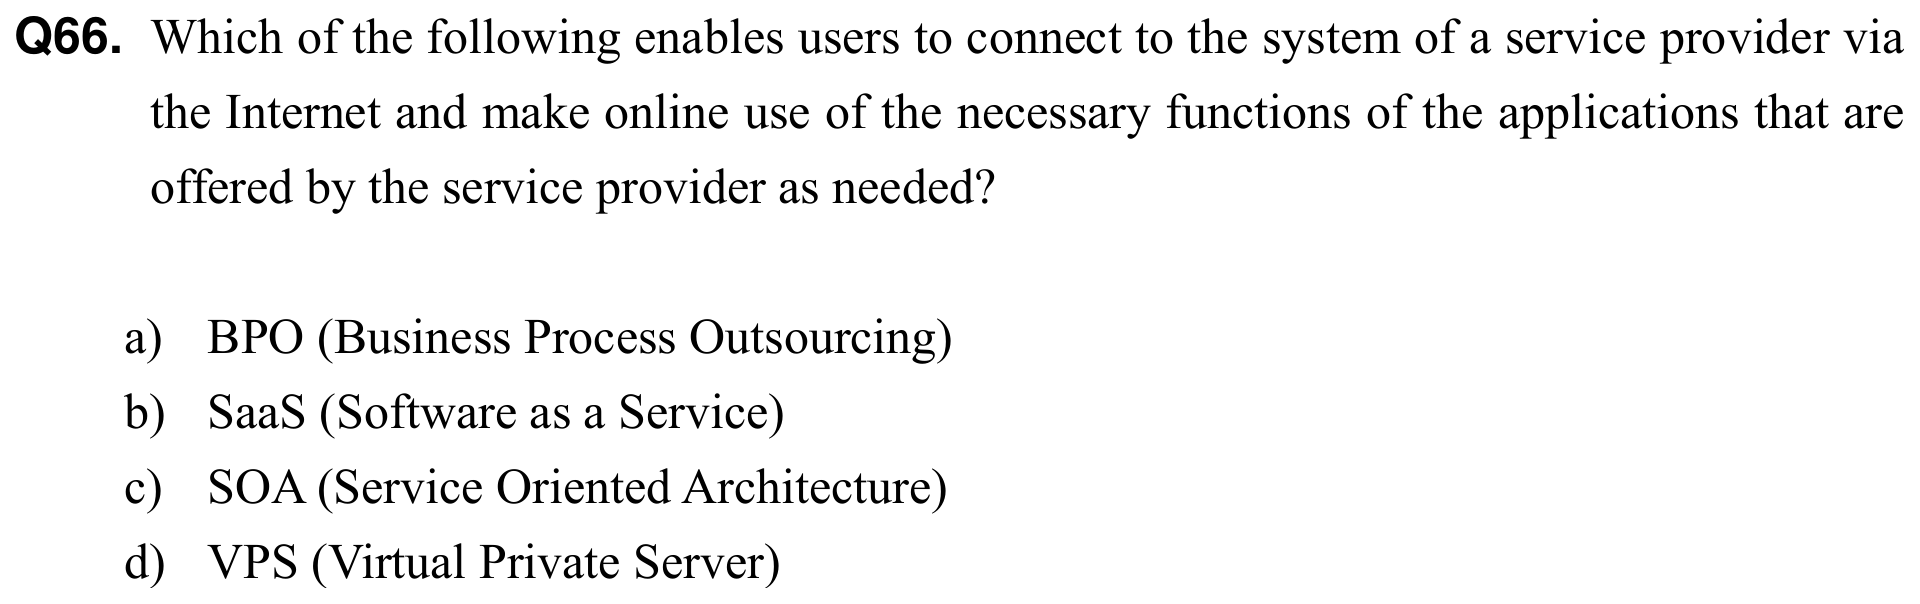 Q66. Which of the following enables users to connect to the system of a service provider via
the Internet and make online use of the necessary functions of the applications that are
offered by the service provider as needed?
a) BPO (Business Process Outsourcing)
b) SaaS (Software as a Service)
c) SOA (Service Oriented Architecture)
d) VPS (Virtual Private Server)